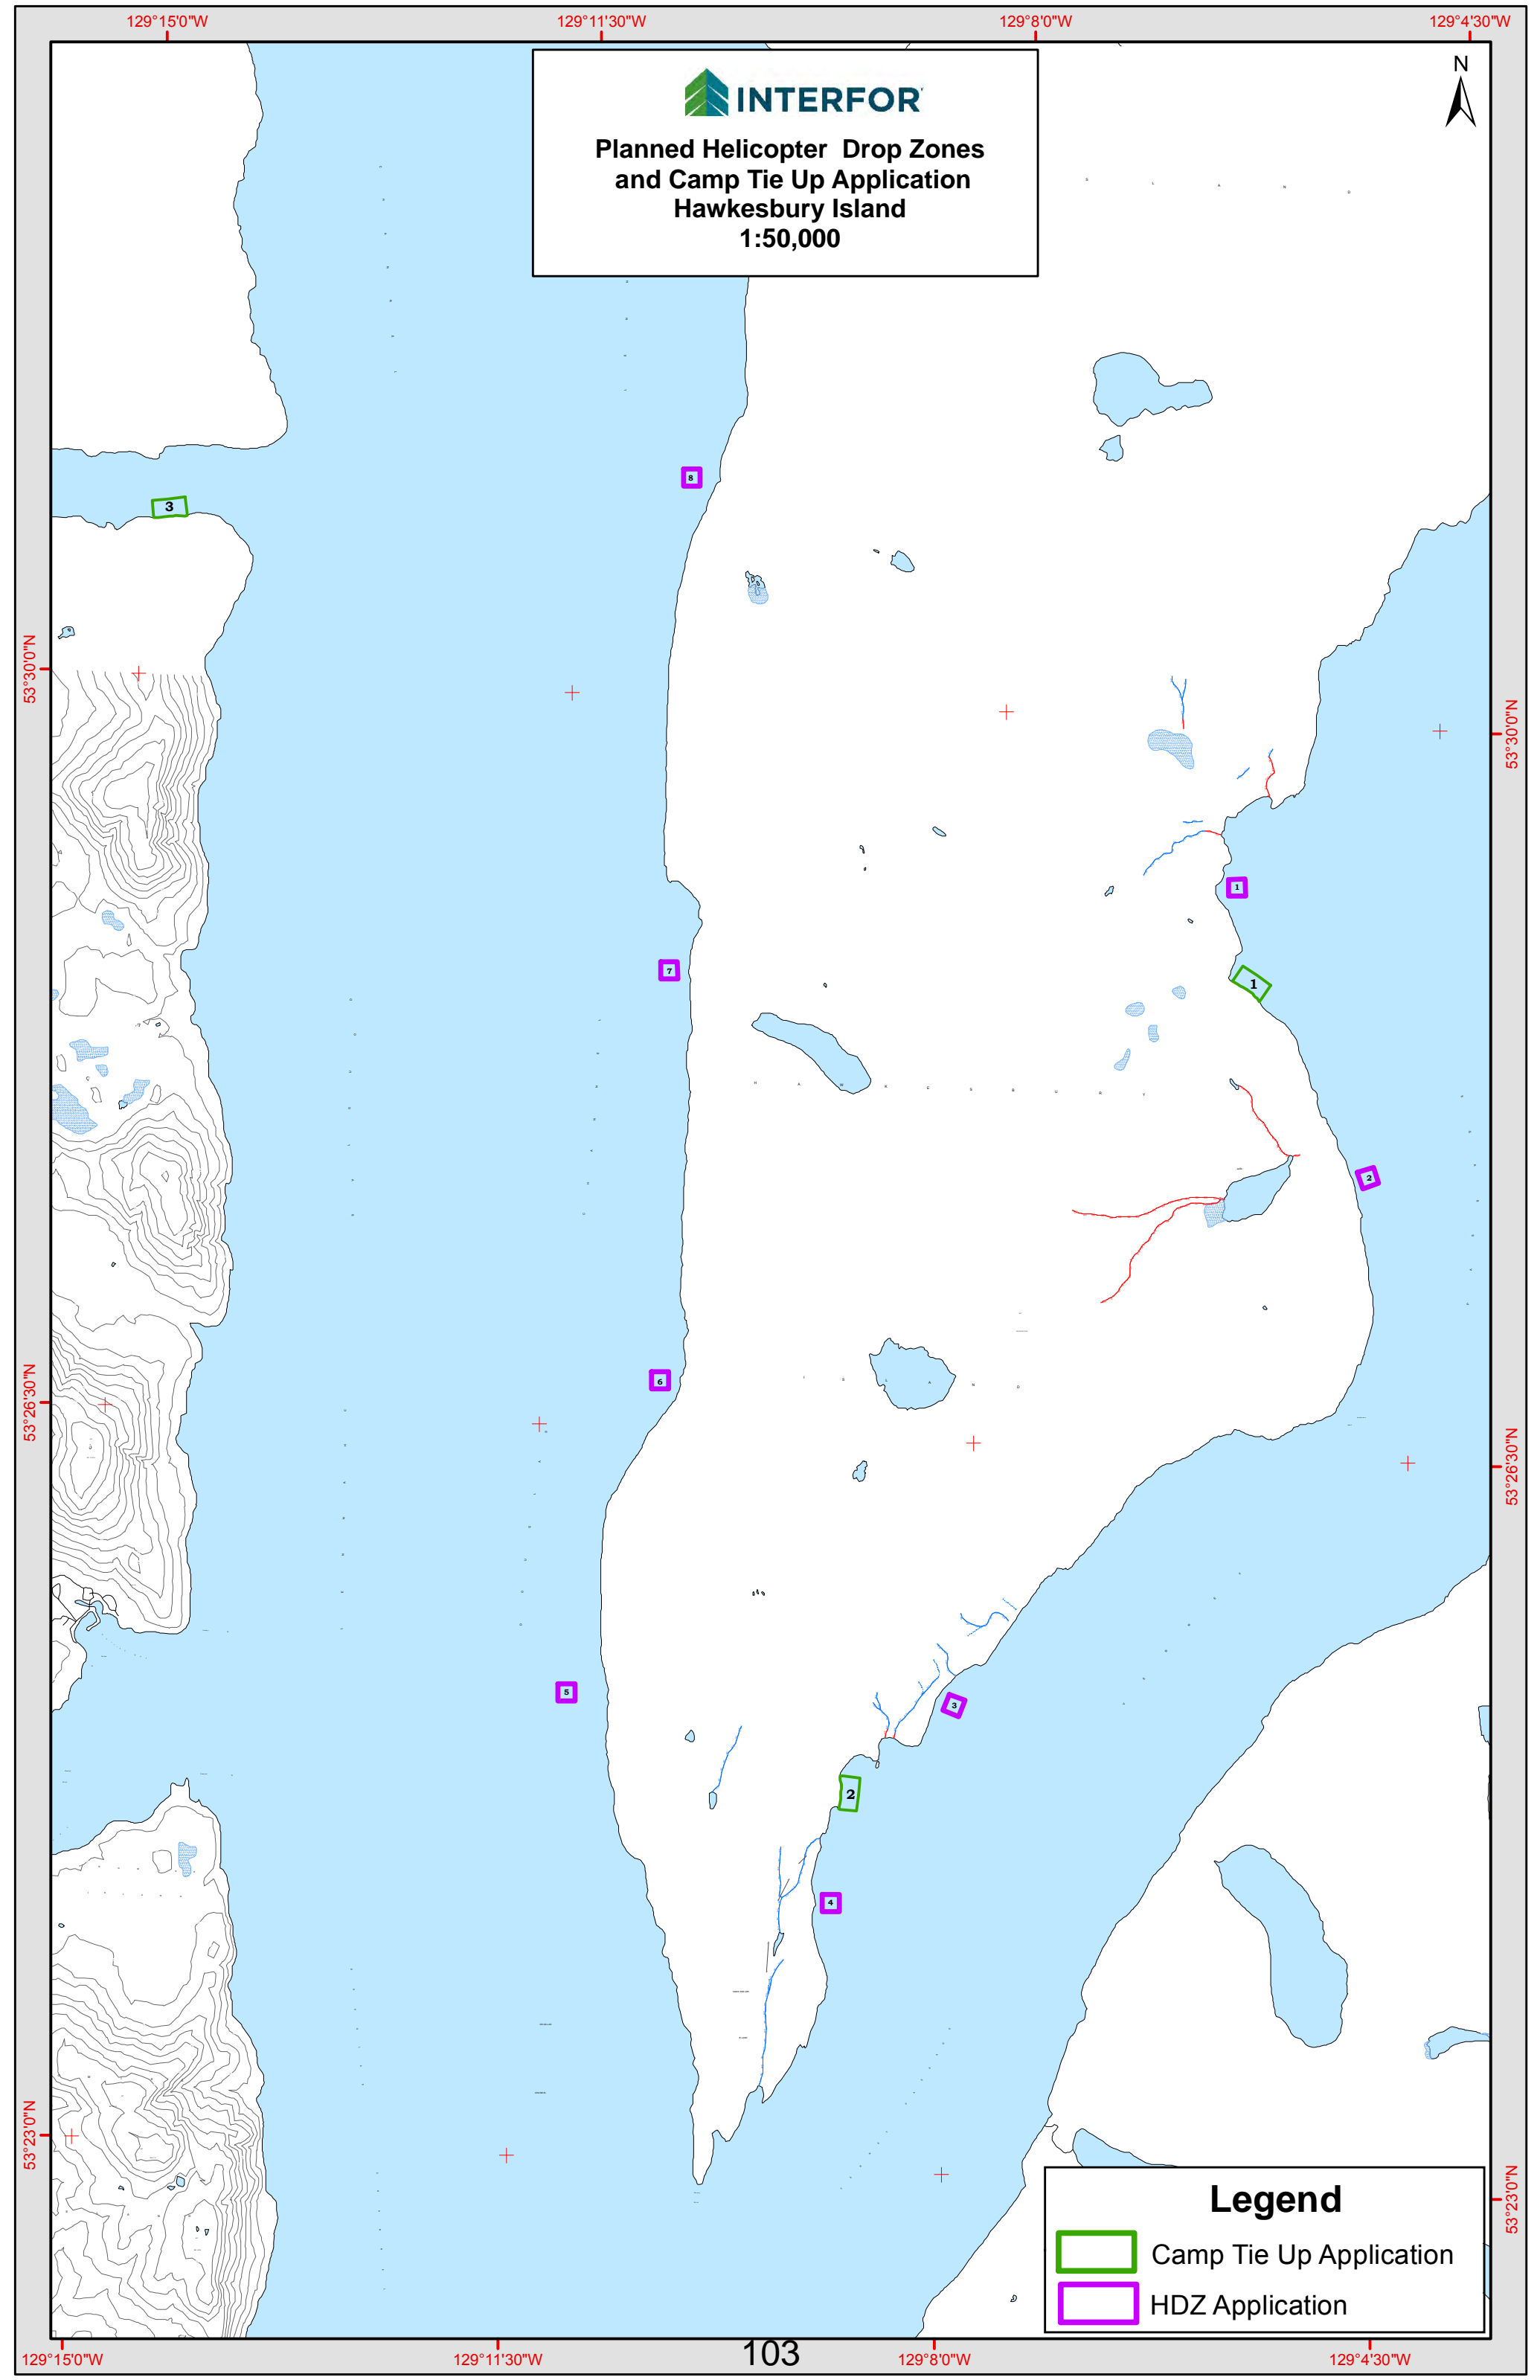 129°15'0"W 129°11'30"W 129°8'0"W 129°4'30"W
N
INTERFOR
Planned Helicopter Drop Zones
and Camp Tie Up Application
Hawkesbury Island
1:50,000
8
3
53°30'0"N
53°30'0"N
1
7
1
2
6
53°26'30"N
53°26'30"N
5
3
2
4
53°23'0"N
53°23'0"N
Legend
Camp Tie Up Application
HDZ Application
129°15'0"W 129°11'30"W 103 129°8'0"W 129°4'30"W